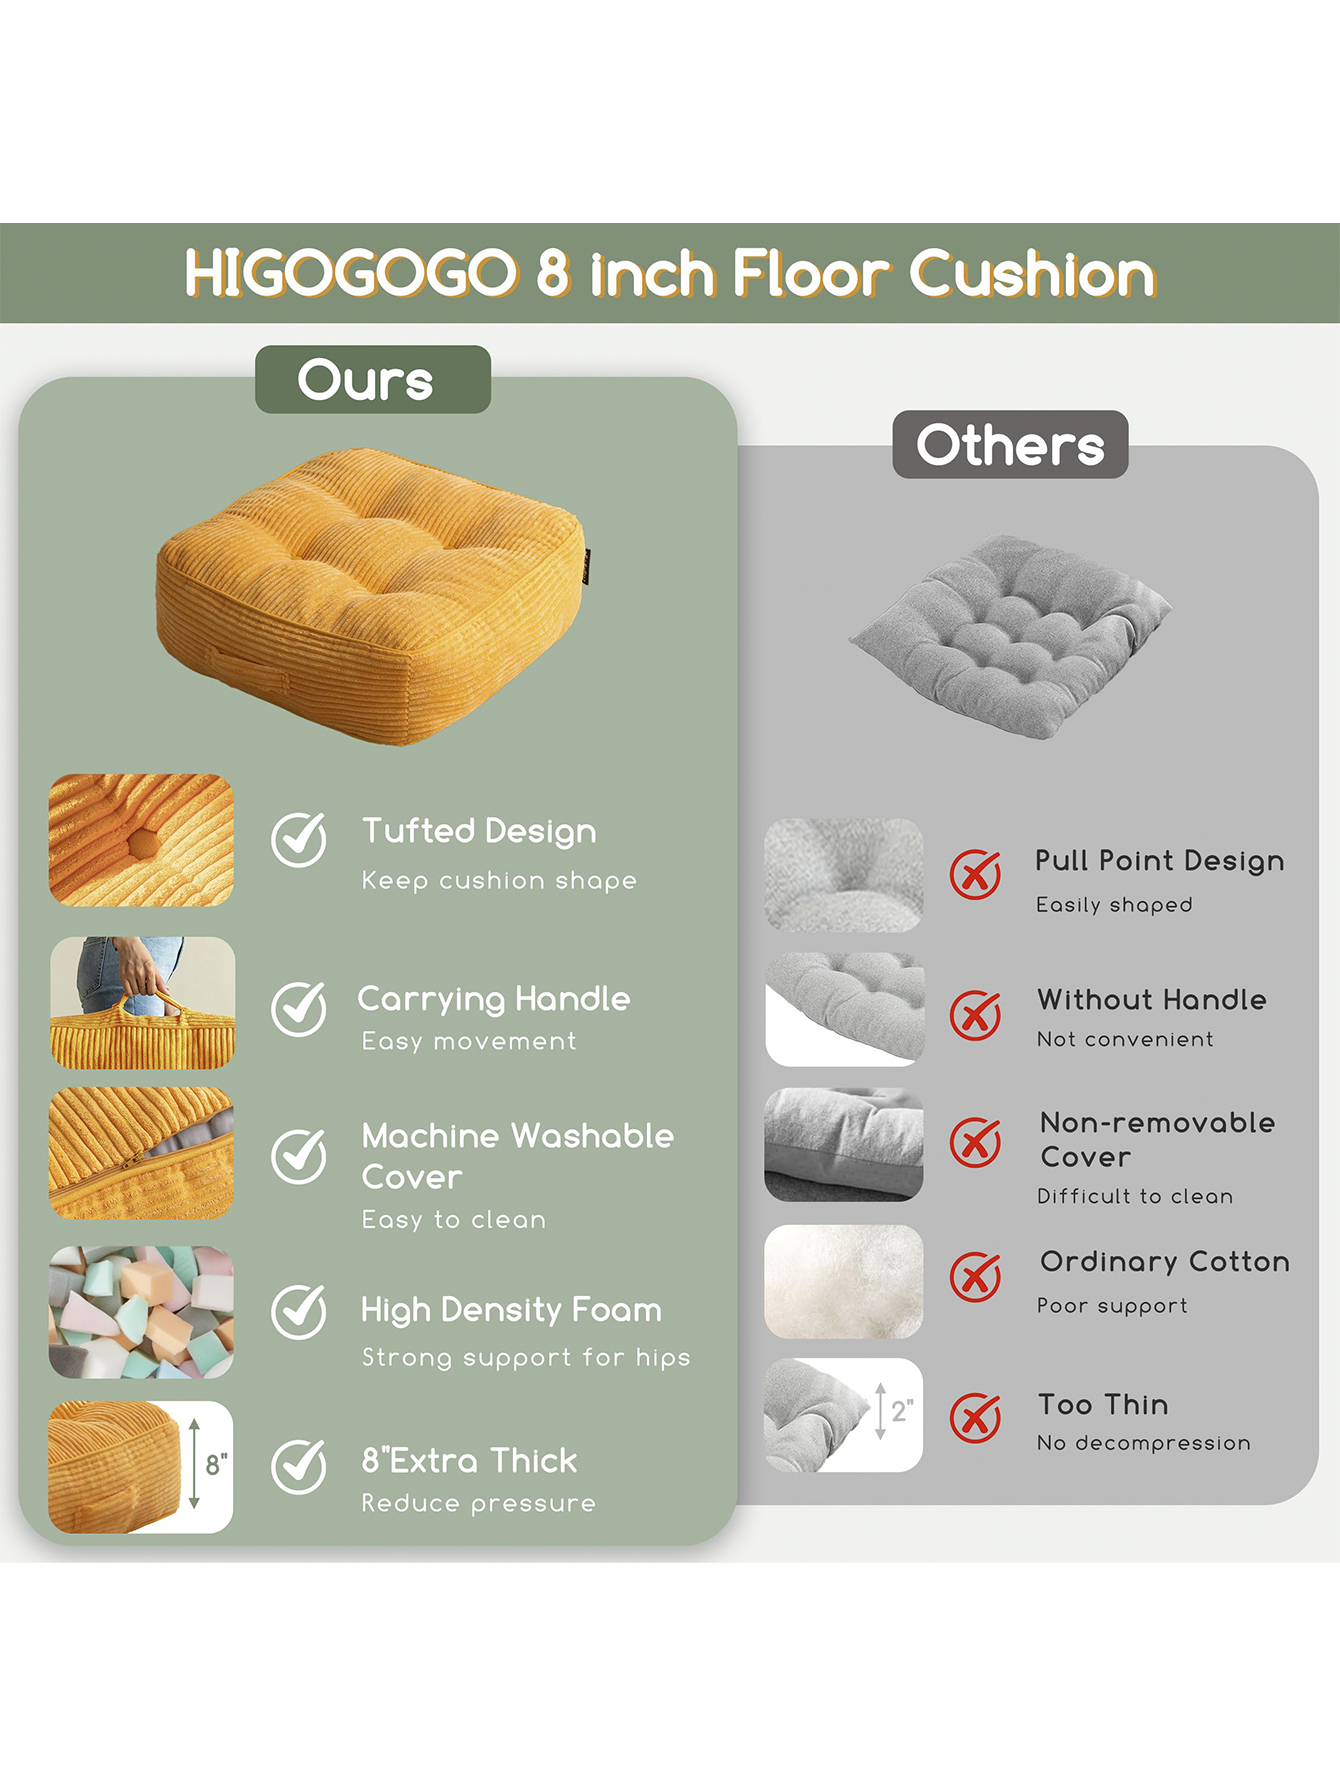 HIGOGOGO 8 inch Floor Cushion
Ours
Tufted Design
Keep cushion shape
Carrying Handle
Easy movement
Machine Washable
Cover
Easy to clean
High Density Foam
Strong support for hips
8"
8"Extra Thick
Reduce pressure
Others
Pull Point Design
Easily shaped
Without Handle
Not convenient
Non-removable
Cover
Difficult to clean
Ordinary Cotton
Poor support
2"
Too Thin
No decompression